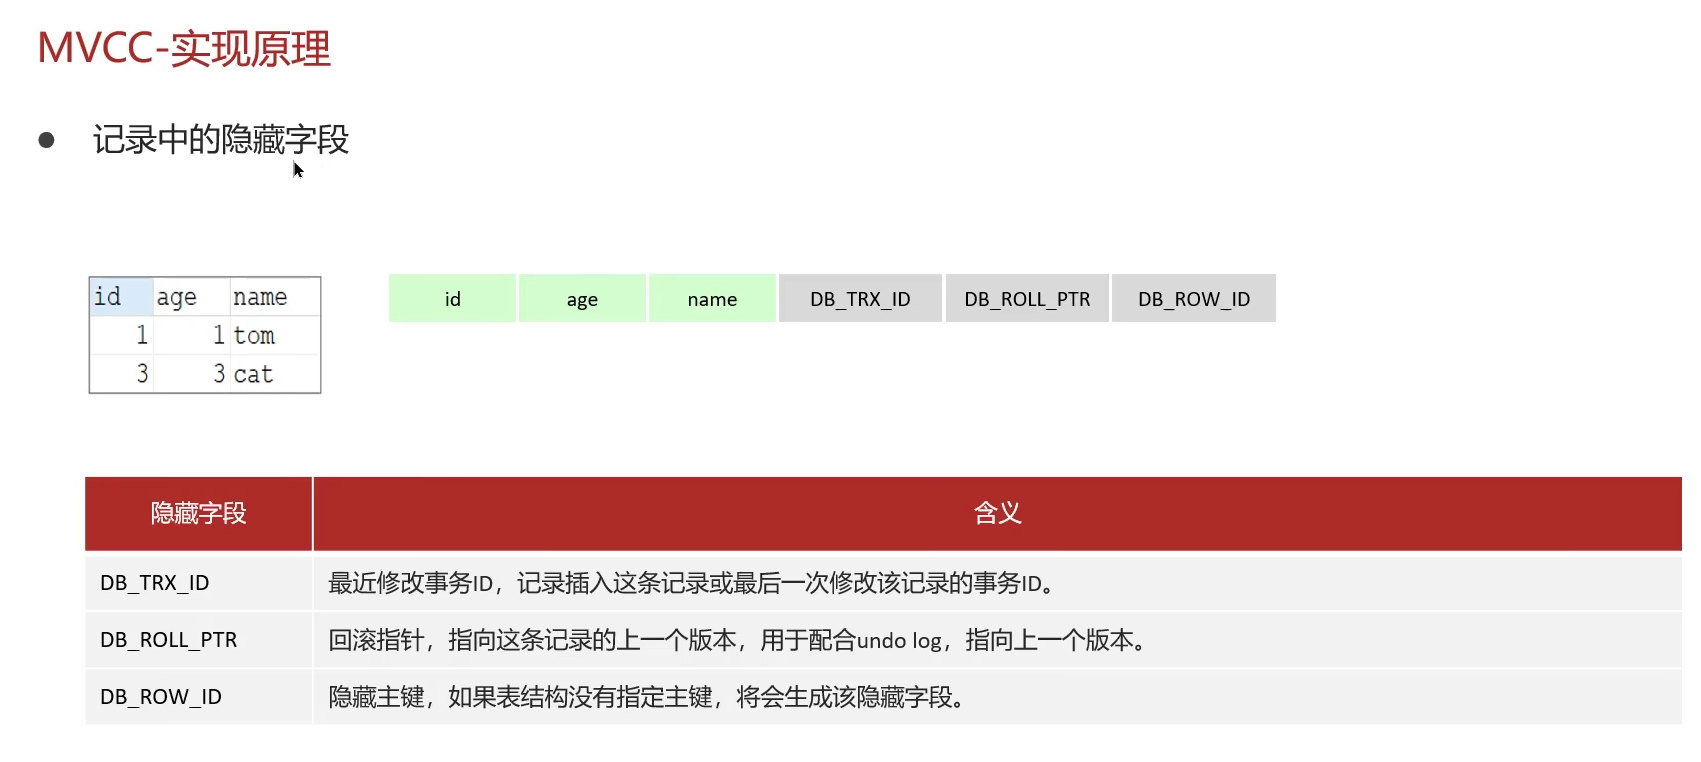 MVCC-实现原理
记录中的隐藏字段
id age name
1 1 tom
3 3 cat
id age name DB_TRX_ID DB_ROLL_PTR DB_ROW_ID
隐藏字段 含义
DB_TRX_ID 最近修改事务ID，记录插入这条记录或最后一次修改该记录的事务ID。
DB_ROLL_PTR 回滚指针，指向这条记录的上一个版本，用于配合undo log，指向上一个版本。
DB_ROW_ID 隐藏主键，如果表结构没有指定主键，将会生成该隐藏字段。